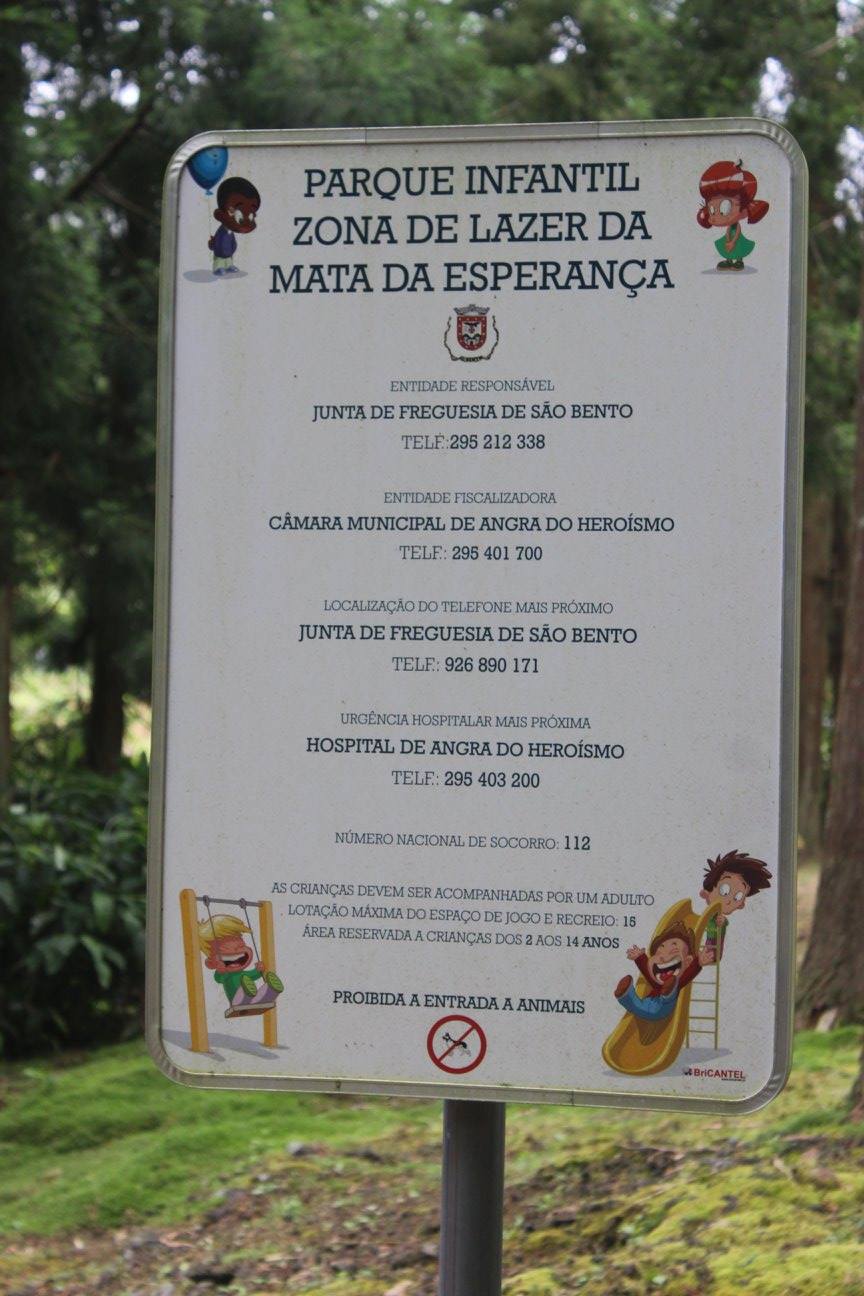 PARQUE INFANTIL
ZONA DE LAZER DA
MATA DA ESPERANÇA
ENTIDADE RESPONSÁVEL
JUNTA DE FREGUESIA DE SÃO BENTO
TELF.:295 212 338
ENTIDADE FISCALIZADORA
CÂMARA MUNICIPAL DE ANGRA DO HEROÍSMO
TELF.: 295 401 700
LOCALIZAÇÃO DO TELEFONE MAIS PRÓXIMO
JUNTA DE FREGUESIA DE SÃO BENTO
TELF.: 926 890 171
URGÊNCIA HOSPITALAR MAIS PRÓXIMA
HOSPITAL DE ANGRA DO HEROÍSMO
TELF.: 295 403 200
NÚMERO NACIONAL DE SOCORRO: 112
AS CRIANÇAS DEVEM SER ACOMPANHADAS POR UM ADULTO
LOTAÇÃO MÁXIMA DO ESPAÇO DE JOGO E RECREIO: 15
ÁREA RESERVADA A CRIANÇAS DOS 2 AOS 14 ANOS
PROIBIDA A ENTRADA A ANIMAIS
BriCANTEL